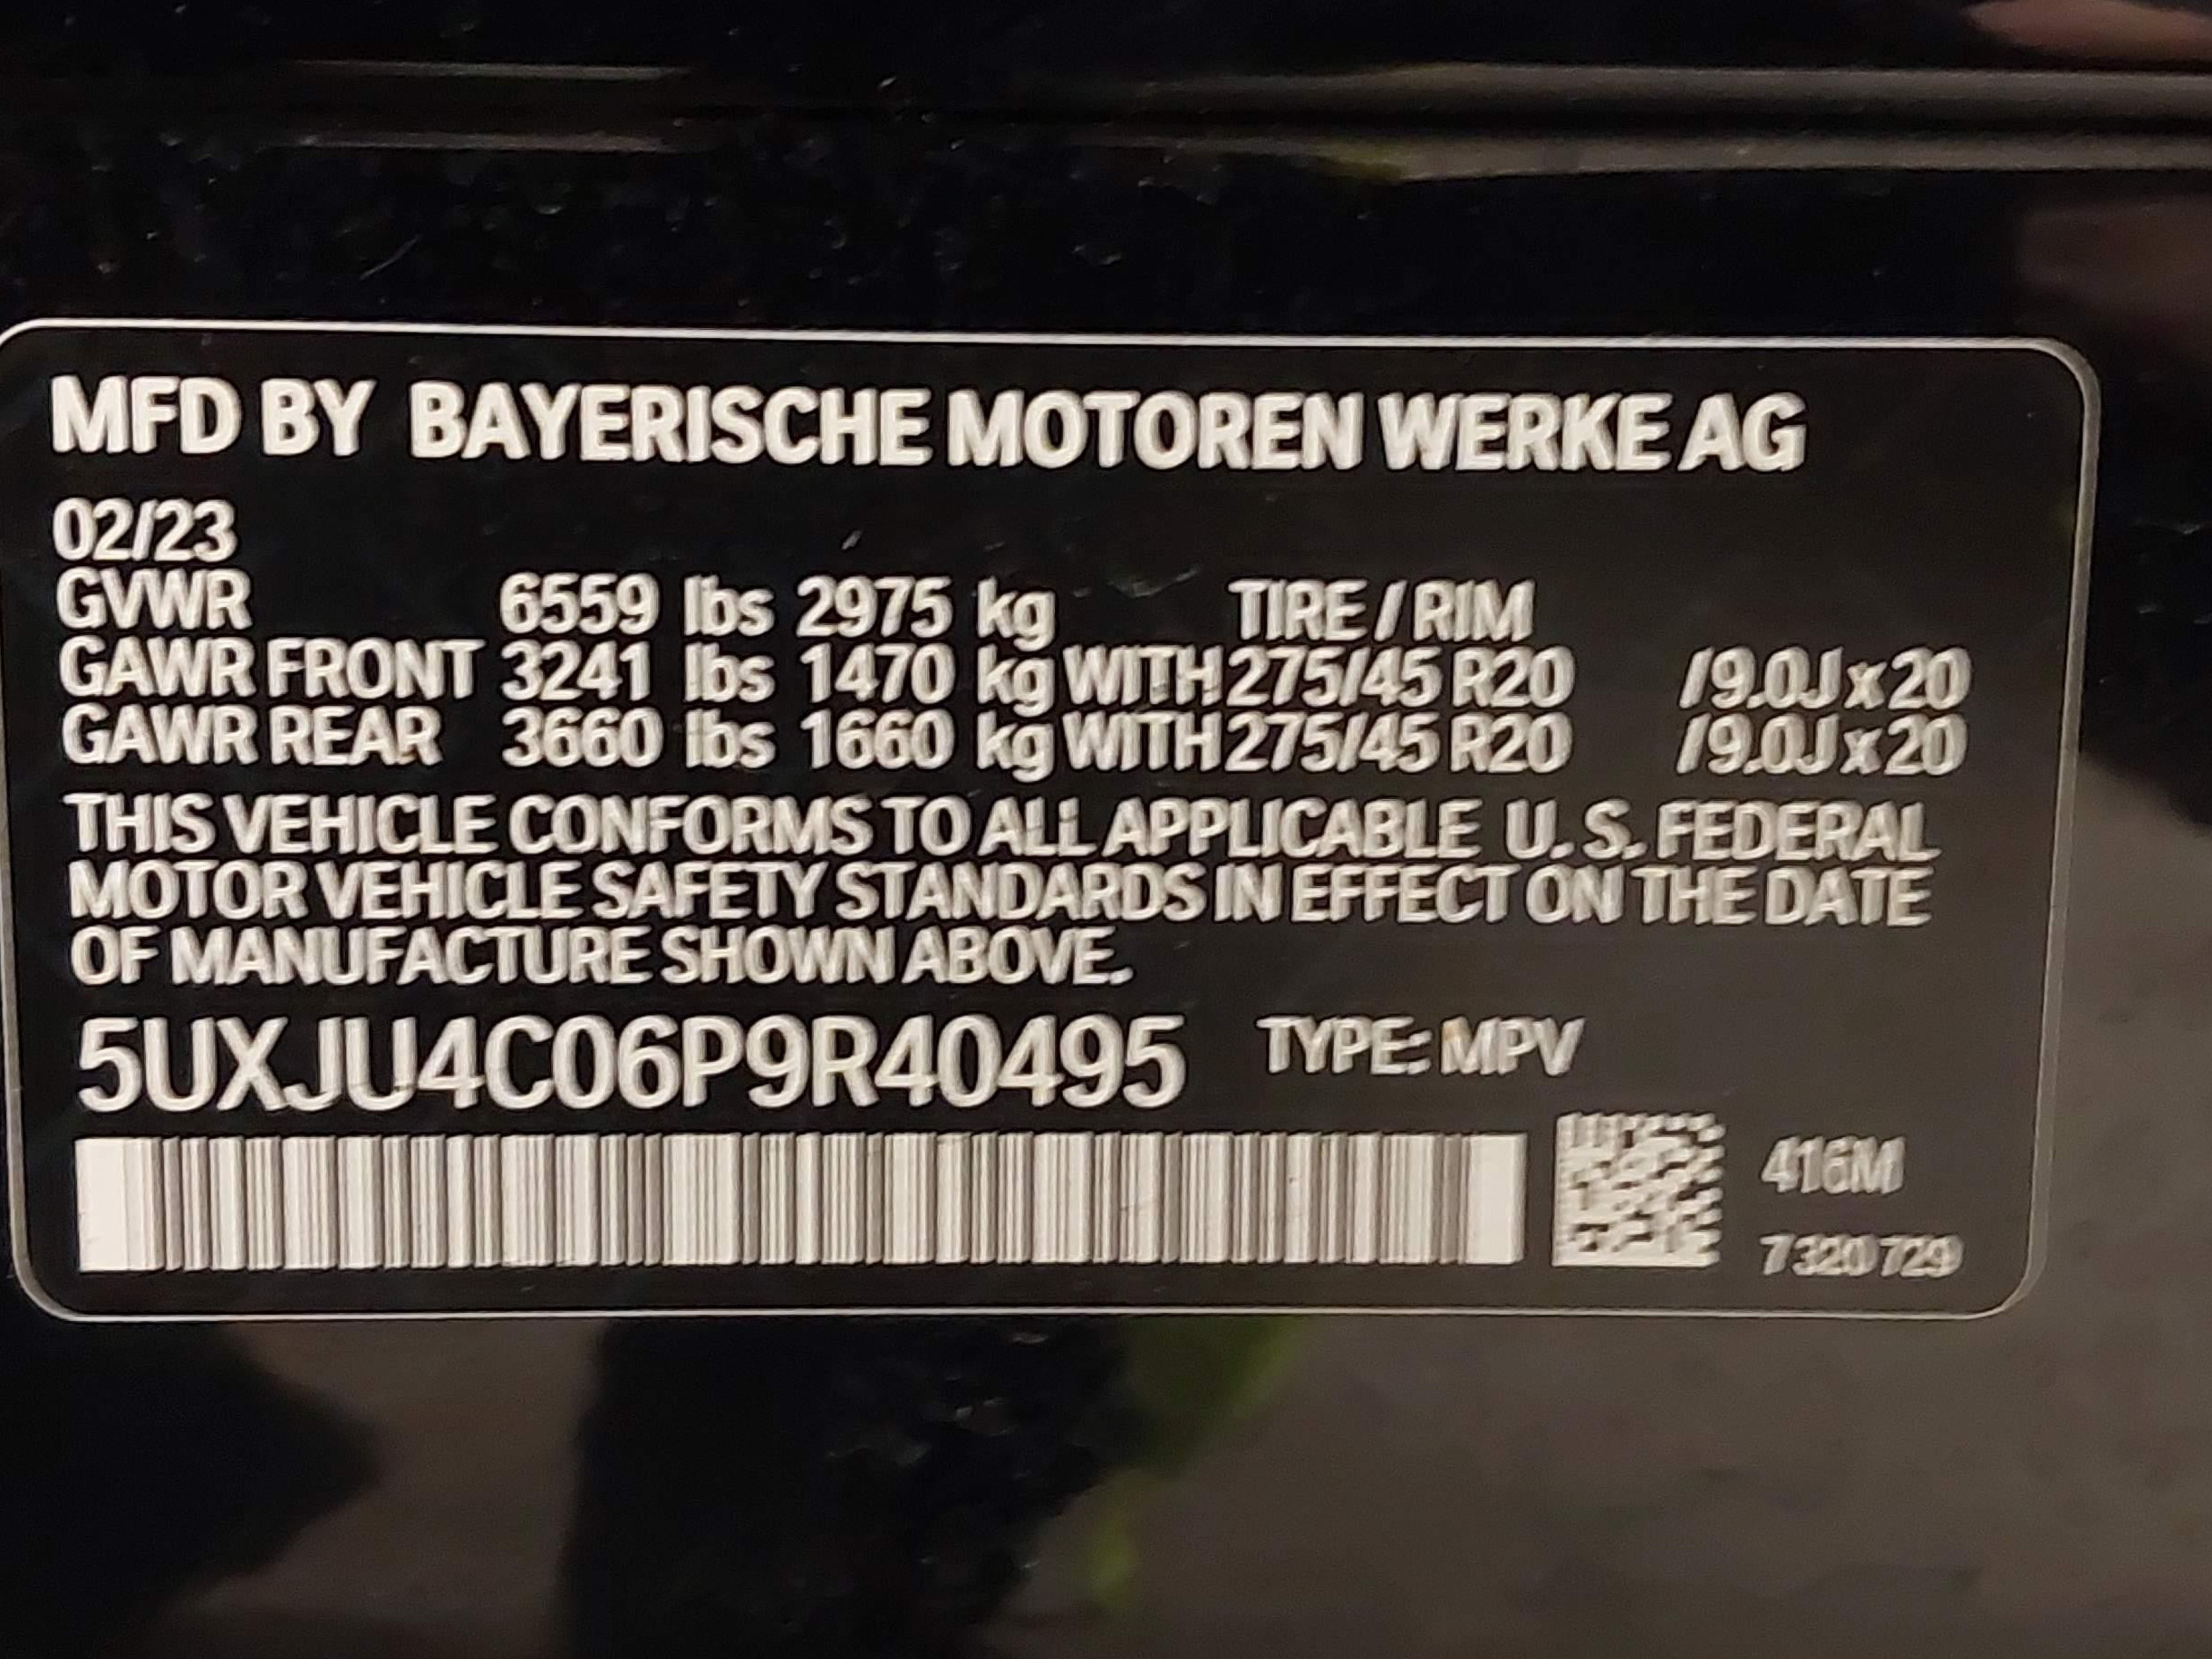 MFD BY BAYERISCHE MOTOREN WERKE AG
02/23
GVWR 6559 lbs 2975 kg TIRE / RIM
GAWR FRONT 3241 lbs 1470 kg WITH 275/45 R20 /9.0J x 20
GAWR REAR 3660 lbs 1660 kg WITH 275/45 R20 /9.0J x 20
THIS VEHICLE CONFORMS TO ALL APPLICABLE U. S. FEDERAL
MOTOR VEHICLE SAFETY STANDARDS IN EFFECT ON THE DATE
OF MANUFACTURE SHOWN ABOVE.
5UXJU4C06P9R40495 TYPE: MPV
416M
7320729